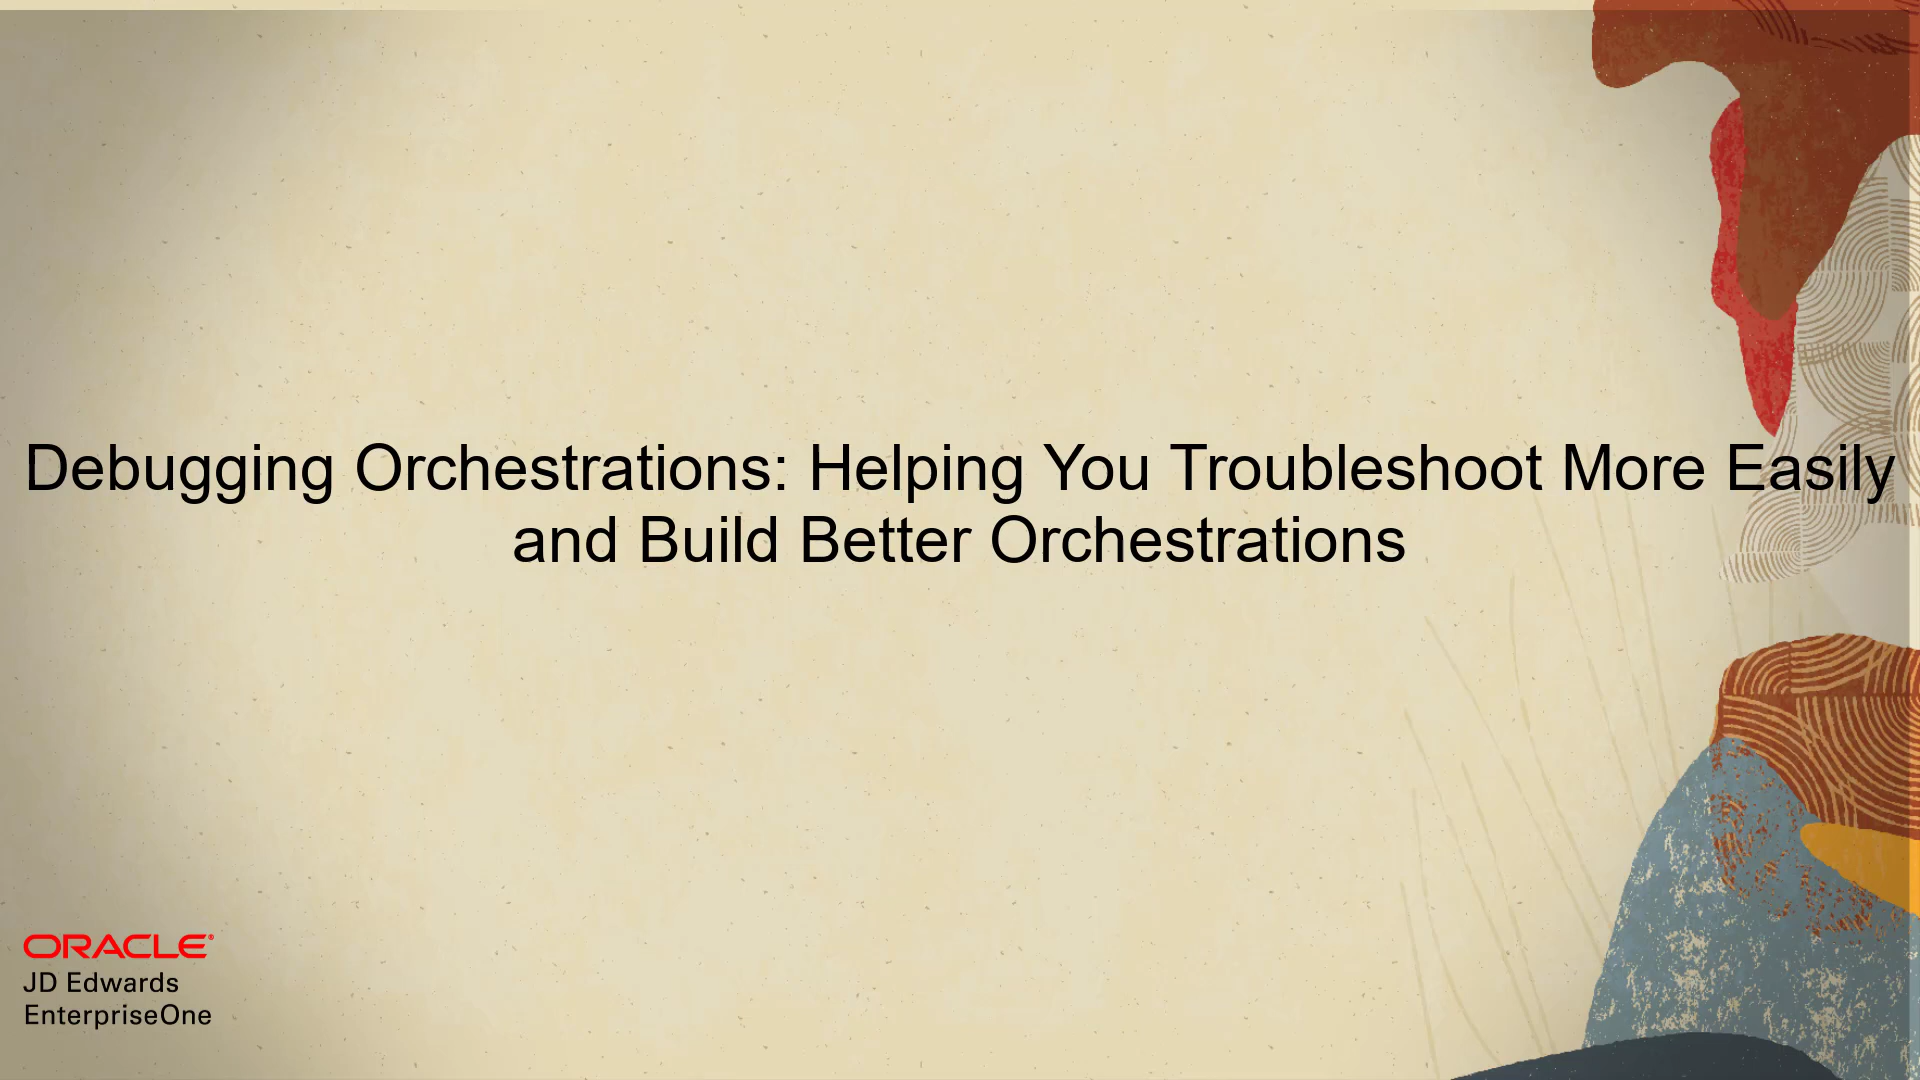 Debugging Orchestrations: Helping You Troubleshoot More Easily
and Build Better Orchestrations
ORACLE®
JD Edwards
EnterpriseOne